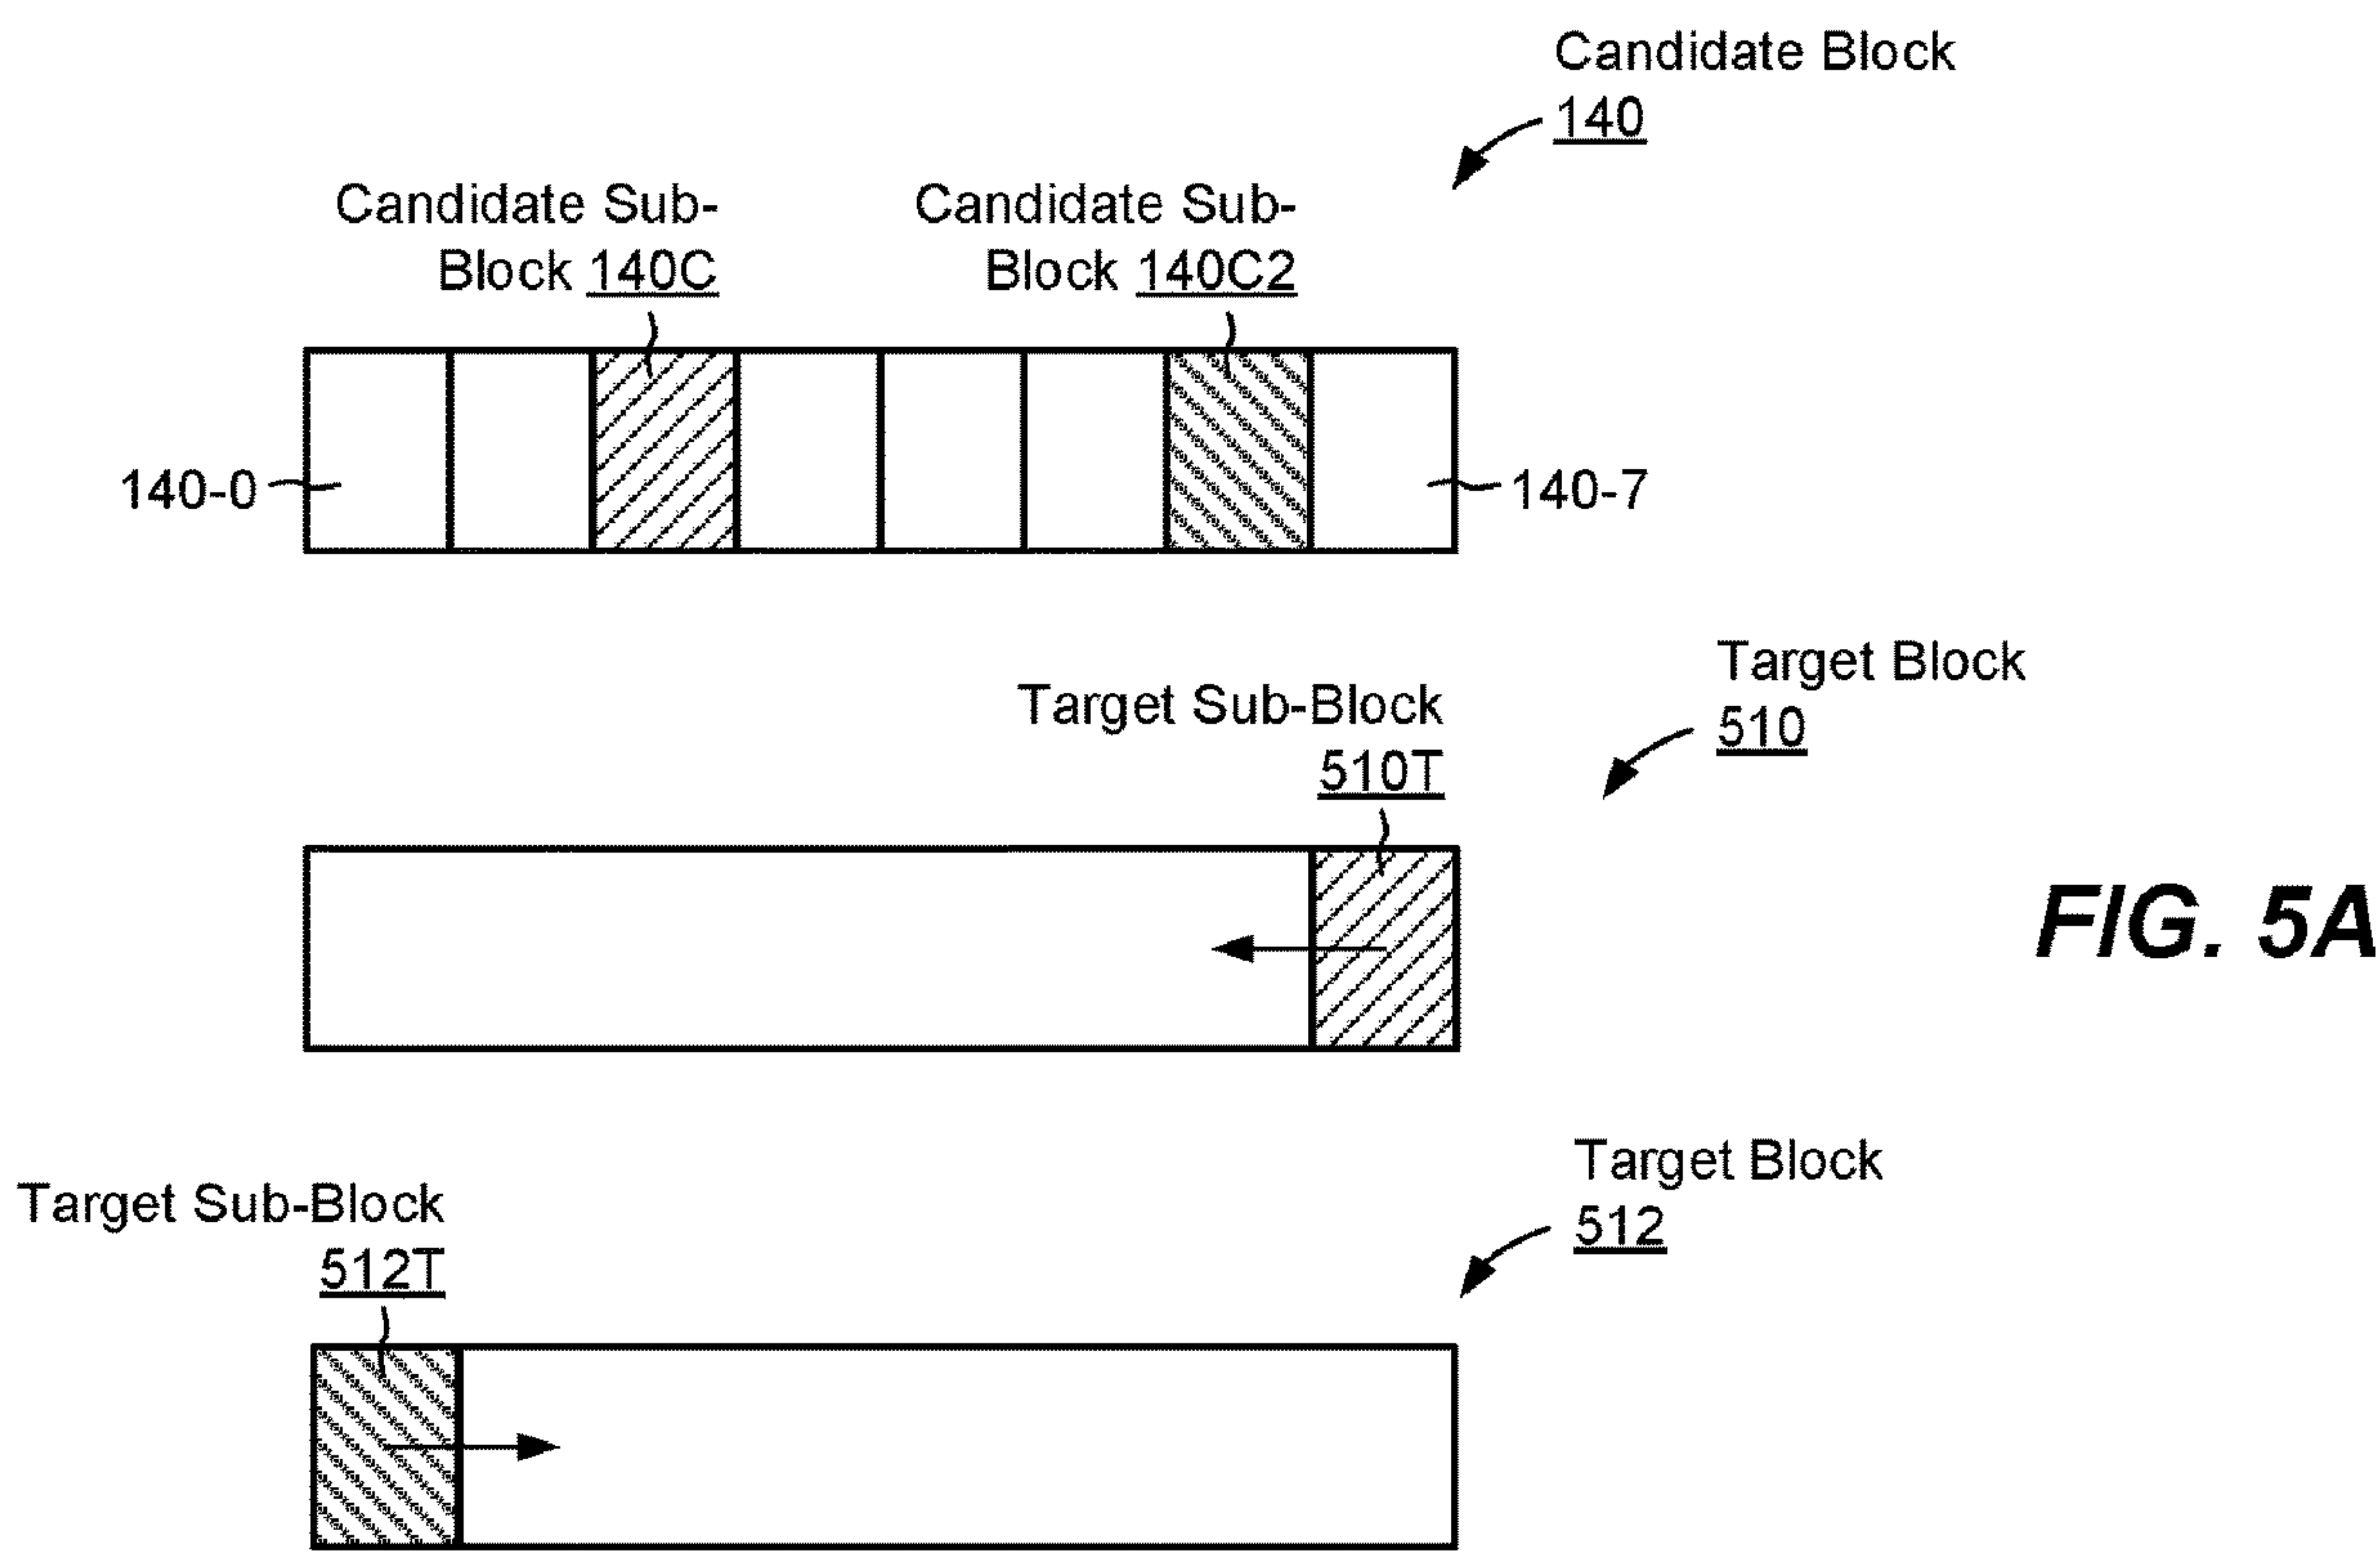 Candidate Block
140
Candidate Sub-
Block 140C
Candidate Sub-
Block 140C2
140-0
140-7
Target Block
510
Target Sub-Block
510T
FIG. 5A
Target Block
512
Target Sub-Block
512T